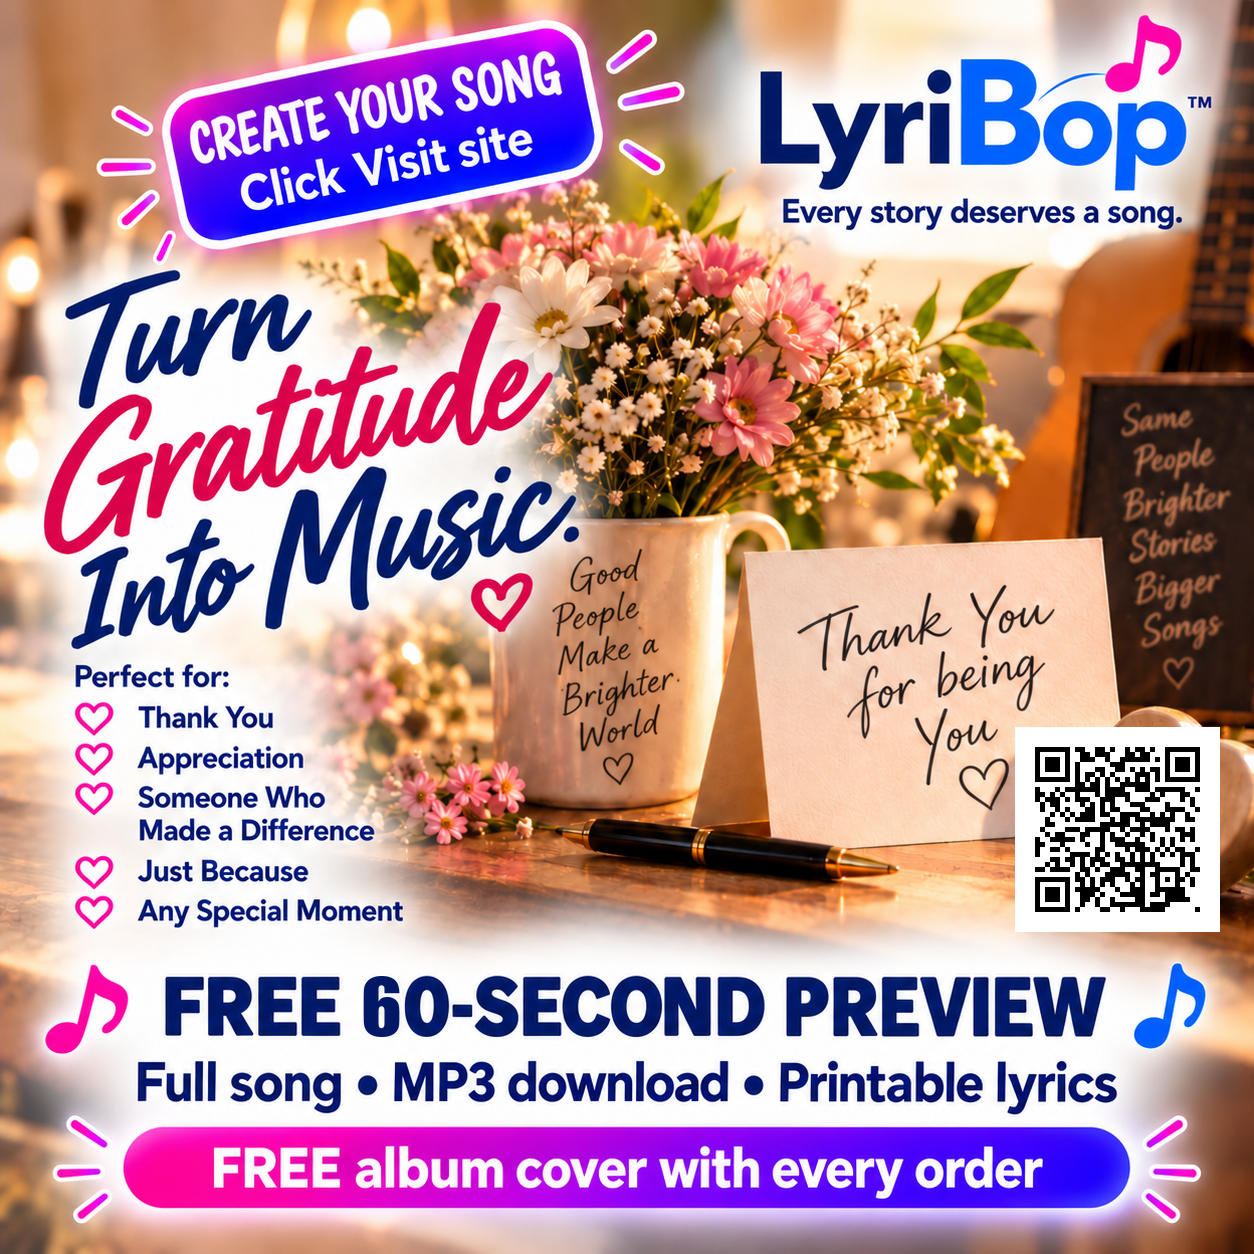 CREATE YOUR SONG
Click Visit site
LyriBop™
Every story deserves a song.
Turn
Gratitude
Into Music.
Perfect for:
Thank You
Appreciation
Someone Who
Made a Difference
Just Because
Any Special Moment
Good
People
Make a
Brighter
World
Thank You
for being
You
Same
People
Brighter
Stories
Bigger
Songs
FREE 60-SECOND PREVIEW
Full song • MP3 download • Printable lyrics
FREE album cover with every order